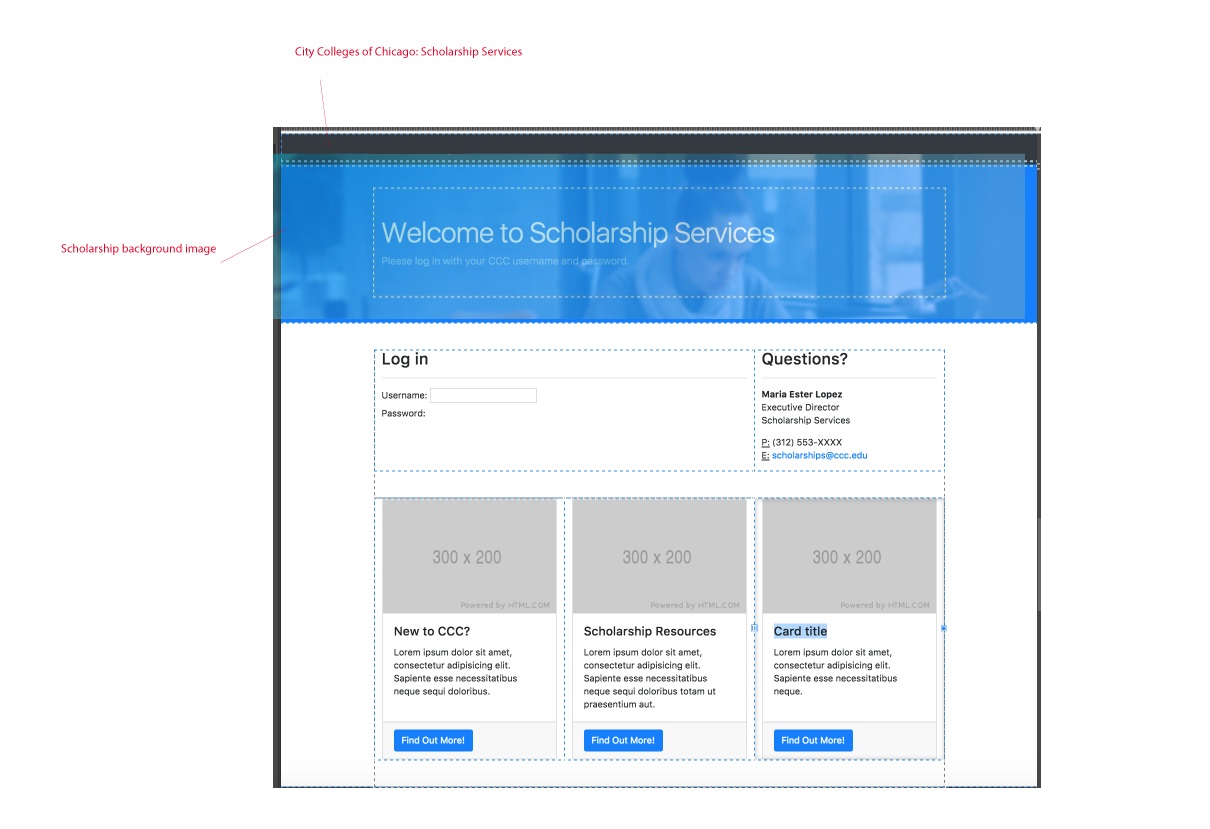 City Colleges of Chicago: Scholarship Services
Scholarship background image
Welcome to Scholarship Services
Please log in with your CCC username and password.
Log in
Username:
Password:
Questions?
Maria Ester Lopez
Executive Director
Scholarship Services
P: (312) 553-XXXX
E: scholarships@ccc.edu
300 x 200
Powered by HTML.COM
New to CCC?
Lorem ipsum dolor sit amet,
consectetur adipisicing elit.
Sapiente esse necessitatibus
neque sequi doloribus.
Find Out More!
300 x 200
Powered by HTML.COM
Scholarship Resources
Lorem ipsum dolor sit amet,
consectetur adipisicing elit.
Sapiente esse necessitatibus
neque sequi doloribus totam ut
praesentium aut.
Find Out More!
300 x 200
Powered by HTML.COM
Card title
Lorem ipsum dolor sit amet,
consectetur adipisicing elit.
Sapiente esse necessitatibus
neque.
Find Out More!